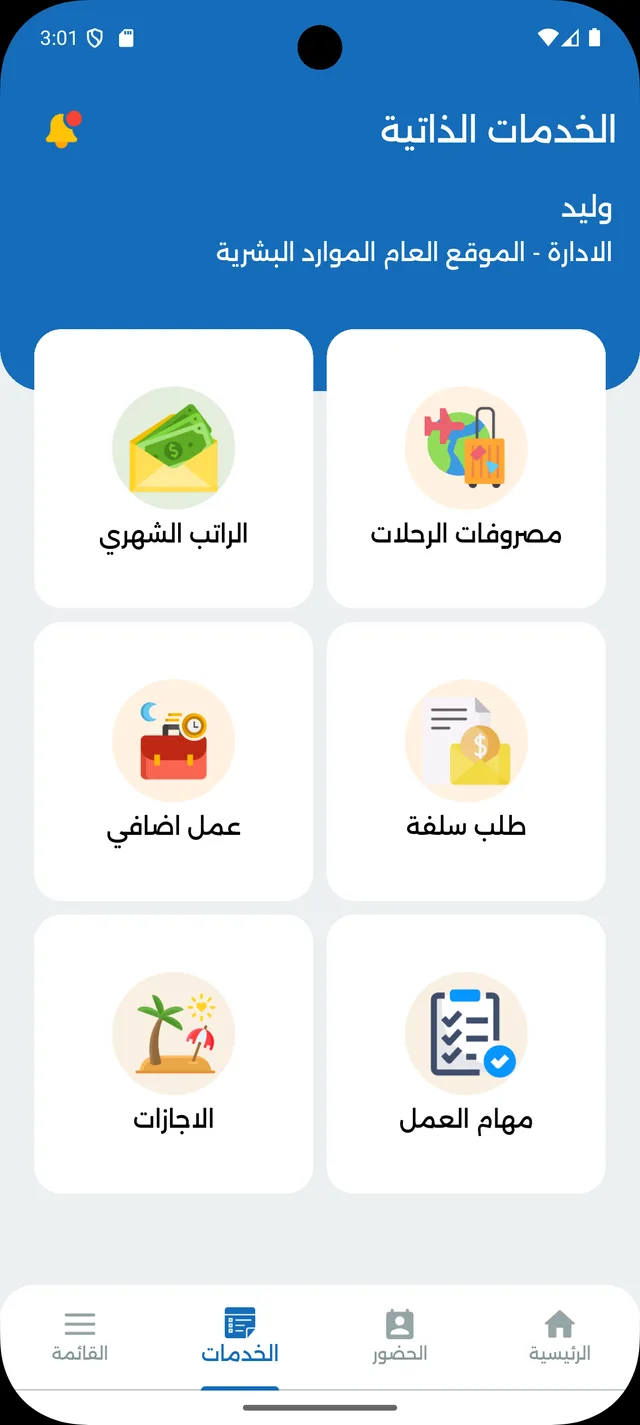 3:01
الخدمات الذاتية
وليد
الادارة - الموقع العام الموارد البشرية
مصروفات الرحلات
الراتب الشهري
طلب سلفة
عمل اضافي
مهام العمل
الاجازات
الرئيسية
الحضور
الخدمات
القائمة